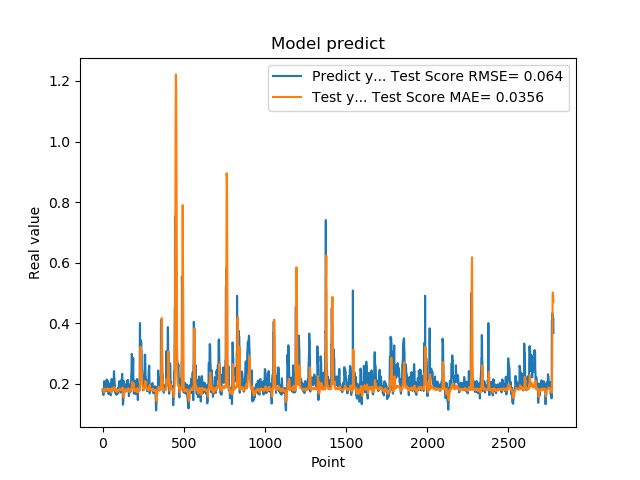 Model predict
Predict y... Test Score RMSE= 0.064
Test y... Test Score MAE= 0.0356
1.2
1.0
0.8
0.6
0.4
0.2
Real value
0 500 1000 1500 2000 2500
Point